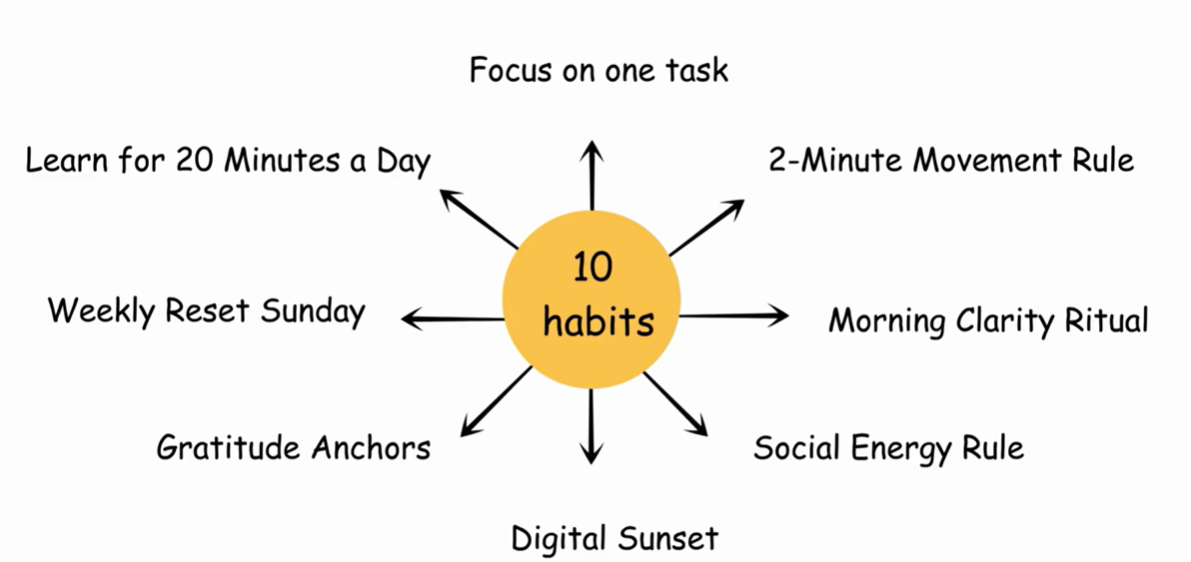 Focus on one task
Learn for 20 Minutes a Day
2-Minute Movement Rule
10
habits
Weekly Reset Sunday
Morning Clarity Ritual
Gratitude Anchors
Social Energy Rule
Digital Sunset